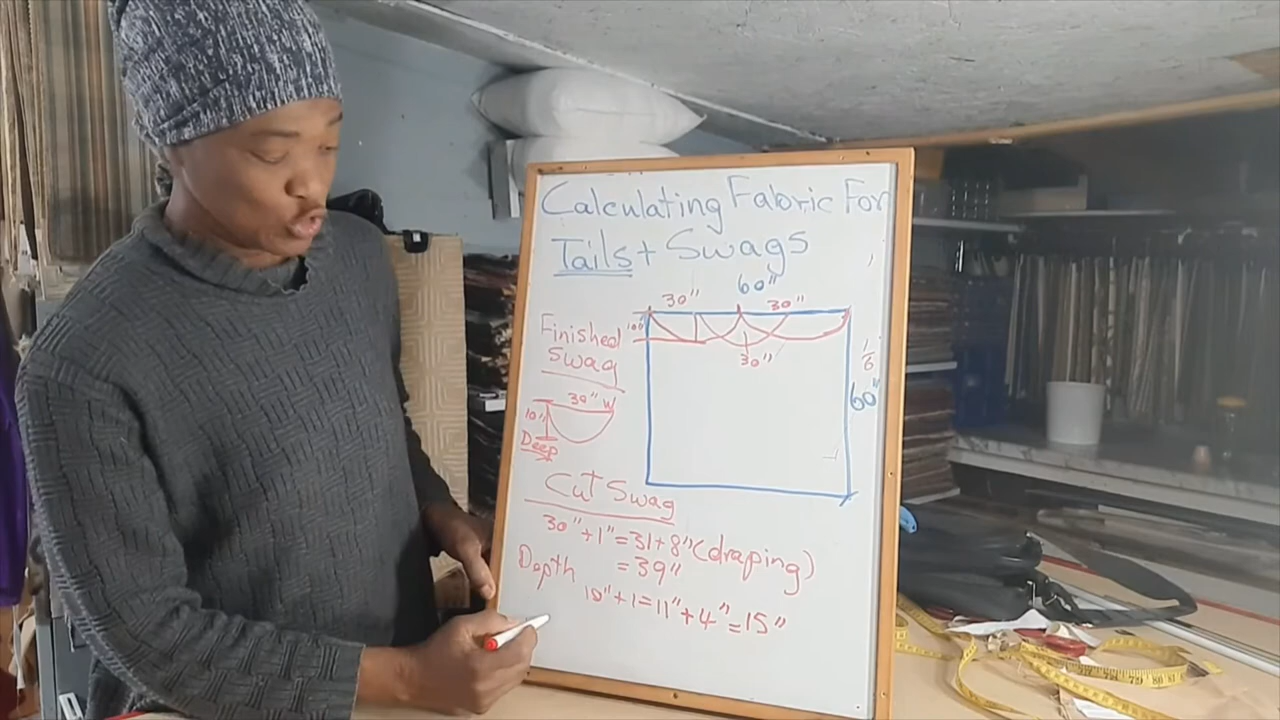 Calculating Fabric For
Tails + Swags
60"
30" 30"
Finished
Swag
10"
30"
1/6
60"
30" W
10"
Deep
Cut Swag
30" + 1" = 31 + 8" (draping)
= 39"
Depth
10" + 1 = 11" + 4" = 15"